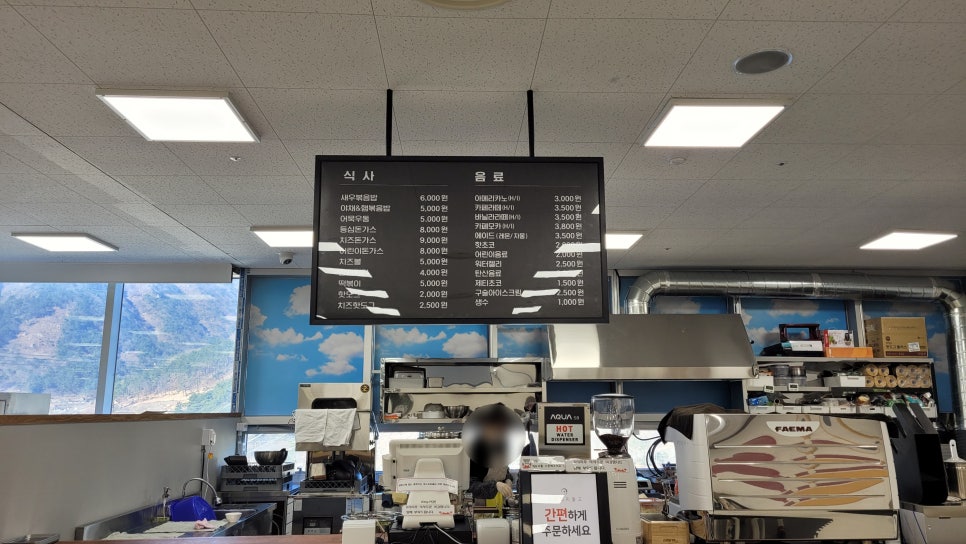 식 사
새우볶음밥 6,000원
야채&햄볶음밥 5,000원
어묵우동 5,000원
등심돈가스 8,000원
치즈돈가스 9,000원
어린이돈가스 8,000원
치즈볼 5,000원
4,000원
떡볶이 5,000원
핫도그 2,000원
치즈핫도그 2,500원
음 료
아메리카노(H/I) 3,000원
카페라떼(H/I) 3,500원
바닐라라떼(H/I) 3,500원
카페모카(H/I) 3,800원
에이드(레몬/자몽) 3,500원
핫초코
어린이음료 2,000원
워터젤리 2,500원
탄산음료
제티초코 1,500원
구슬아이스크림 2,500원
생수 1,000원
AQUA
HOT
WATER
DISPENSER
FAEMA
간편하게
주문하세요